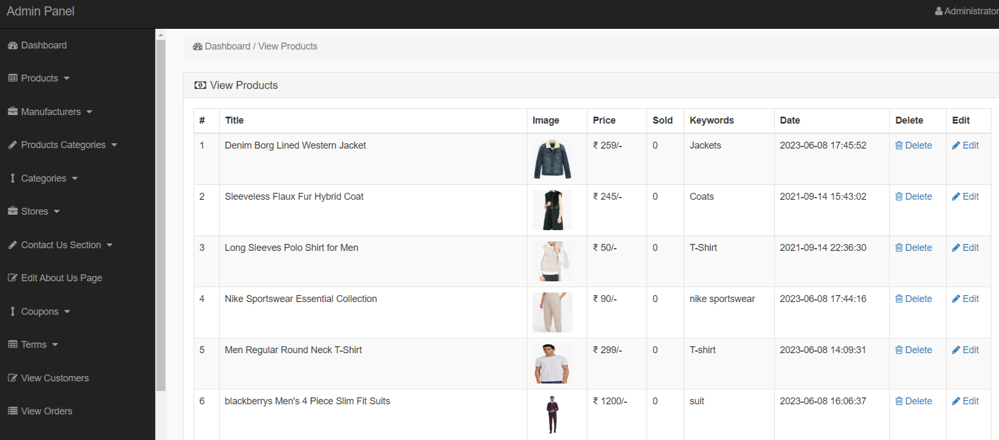 Admin Panel
Administrator
Dashboard
Products
Manufacturers
Products Categories
Categories
Stores
Contact Us Section
Edit About Us Page
Coupons
Terms
View Customers
View Orders
Dashboard / View Products
View Products
# Title Image Price Sold Keywords Date Delete Edit
1 Denim Borg Lined Western Jacket ₹ 259/- 0 Jackets 2023-06-08 17:45:52 Delete Edit
2 Sleeveless Flaux Fur Hybrid Coat ₹ 245/- 0 Coats 2021-09-14 15:43:02 Delete Edit
3 Long Sleeves Polo Shirt for Men ₹ 50/- 0 T-Shirt 2021-09-14 22:36:30 Delete Edit
4 Nike Sportswear Essential Collection ₹ 90/- 0 nike sportswear 2023-06-08 17:44:16 Delete Edit
5 Men Regular Round Neck T-Shirt ₹ 299/- 0 T-shirt 2023-06-08 14:09:31 Delete Edit
6 blackberrys Men's 4 Piece Slim Fit Suits ₹ 1200/- 0 suit 2023-06-08 16:06:37 Delete Edit